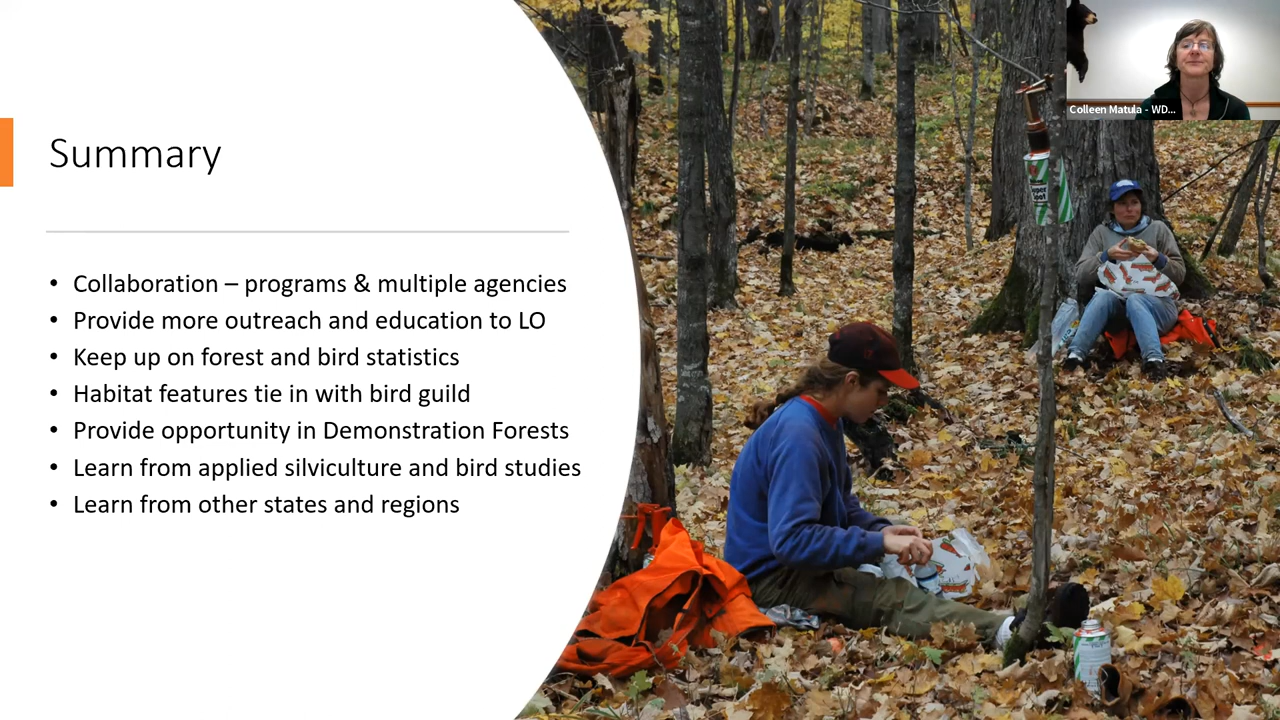 Colleen Matula - WD...
Summary
• Collaboration – programs & multiple agencies
• Provide more outreach and education to LO
• Keep up on forest and bird statistics
• Habitat features tie in with bird guild
• Provide opportunity in Demonstration Forests
• Learn from applied silviculture and bird studies
• Learn from other states and regions